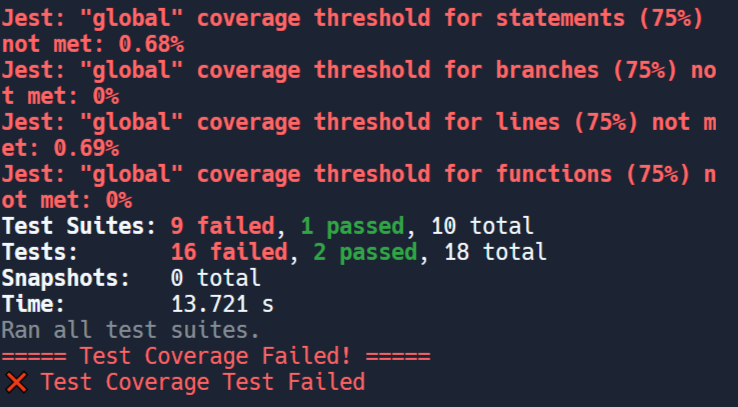 Jest: "global" coverage threshold for statements (75%)
not met: 0.68%
Jest: "global" coverage threshold for branches (75%) no
t met: 0%
Jest: "global" coverage threshold for lines (75%) not m
et: 0.69%
Jest: "global" coverage threshold for functions (75%) n
ot met: 0%
Test Suites: 9 failed, 1 passed, 10 total
Tests:       16 failed, 2 passed, 18 total
Snapshots:   0 total
Time:        13.721 s
Ran all test suites.
===== Test Coverage Failed! =====
❌ Test Coverage Test Failed